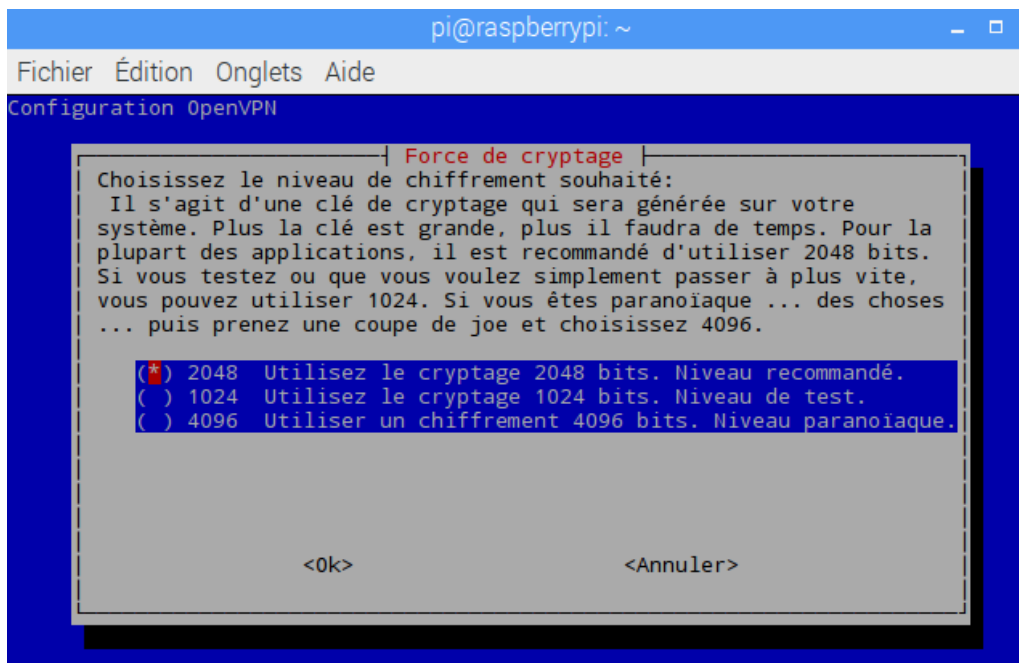 pi@raspberrypi: ~
Fichier Édition Onglets Aide
Configuration OpenVPN
Force de cryptage
Choisissez le niveau de chiffrement souhaité:
Il s'agit d'une clé de cryptage qui sera générée sur votre
système. Plus la clé est grande, plus il faudra de temps. Pour la
plupart des applications, il est recommandé d'utiliser 2048 bits.
Si vous testez ou que vous voulez simplement passer à plus vite,
vous pouvez utiliser 1024. Si vous êtes paranoïaque ... des choses
... puis prenez une coupe de joe et choisissez 4096.
(*) 2048 Utilisez le cryptage 2048 bits. Niveau recommandé.
( ) 1024 Utilisez le cryptage 1024 bits. Niveau de test.
( ) 4096 Utiliser un chiffrement 4096 bits. Niveau paranoïaque.
<Ok> <Annuler>